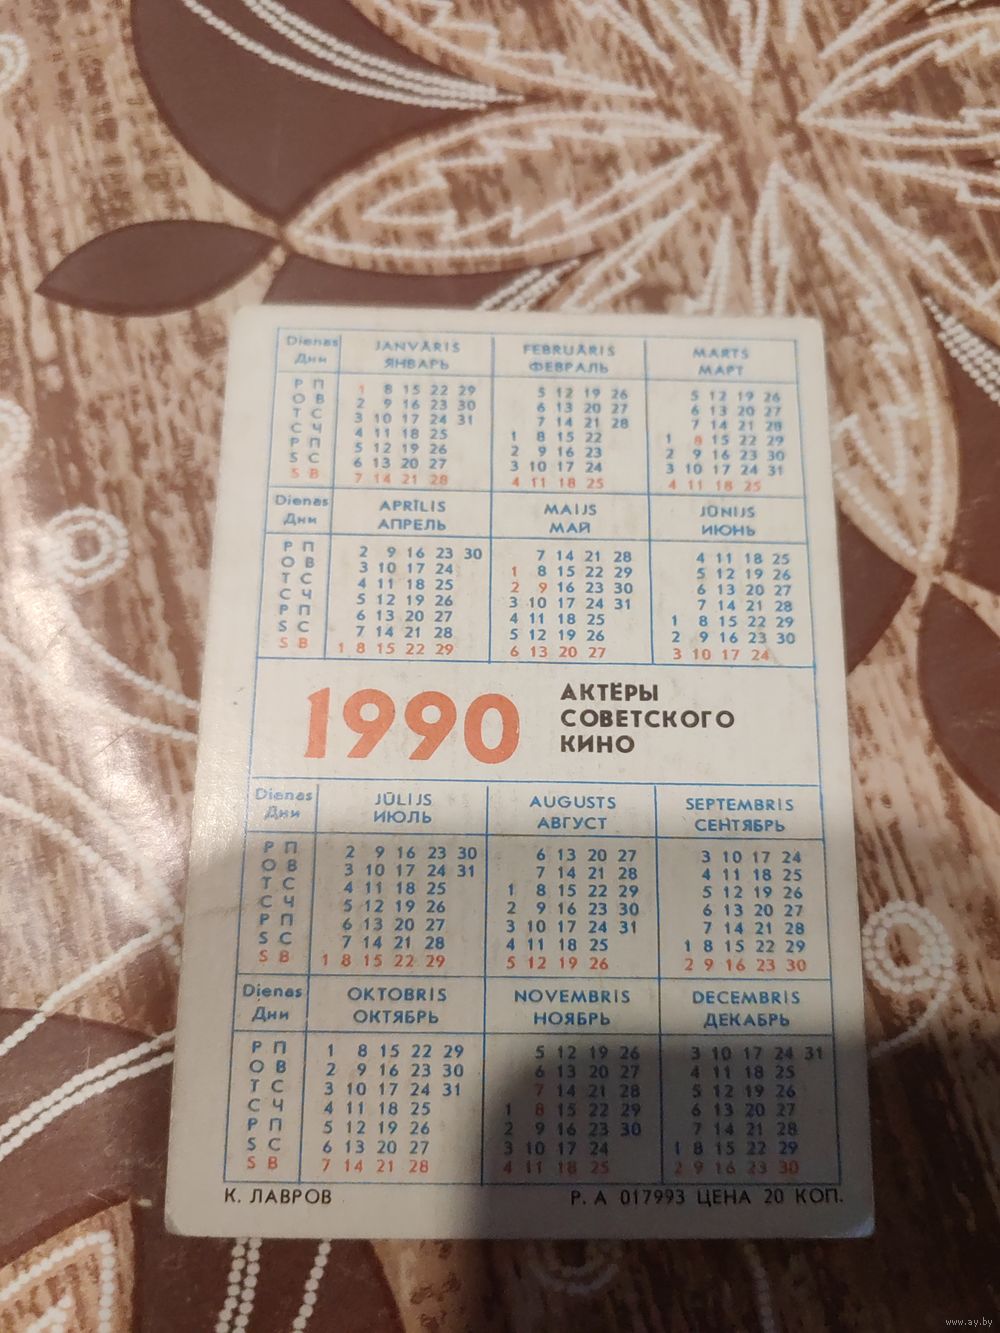 Dienas JANVĀRIS FEBRUĀRIS MARTS
Дни ЯНВАРЬ ФЕВРАЛЬ МАРТ
P П 1 8 15 22 29 5 12 19 26 5 12 19 26
O В 2 9 16 23 30 6 13 20 27 6 13 20 27
T С 3 10 17 24 31 7 14 21 28 7 14 21 28
C Ч 4 11 18 25 1 8 15 22 1 8 15 22 29
P П 5 12 19 26 2 9 16 23 2 9 16 23 30
S С 6 13 20 27 3 10 17 24 3 10 17 24 31
S В 7 14 21 28 4 11 18 25 4 11 18 25
Dienas APRĪLIS MAIJS JŪNIJS
Дни АПРЕЛЬ МАЙ ИЮНЬ
P П 2 9 16 23 30 7 14 21 28 4 11 18 25
O В 3 10 17 24 1 8 15 22 29 5 12 19 26
T С 4 11 18 25 2 9 16 23 30 6 13 20 27
C Ч 5 12 19 26 3 10 17 24 31 7 14 21 28
P П 6 13 20 27 4 11 18 25 1 8 15 22 29
S С 7 14 21 28 5 12 19 26 2 9 16 23 30
S В 1 8 15 22 29 6 13 20 27 3 10 17 24
1990
АКТЁРЫ
СОВЕТСКОГО
КИНО
Dienas JŪLIJS AUGUSTS SEPTEMBRIS
Дни ИЮЛЬ АВГУСТ СЕНТЯБРЬ
P П 2 9 16 23 30 6 13 20 27 3 10 17 24
O В 3 10 17 24 31 7 14 21 28 4 11 18 25
T С 4 11 18 25 1 8 15 22 29 5 12 19 26
C Ч 5 12 19 26 2 9 16 23 30 6 13 20 27
P П 6 13 20 27 3 10 17 24 31 7 14 21 28
S С 7 14 21 28 4 11 18 25 1 8 15 22 29
S В 1 8 15 22 29 5 12 19 26 2 9 16 23 30
Dienas OKTOBRIS NOVEMBRIS DECEMBRIS
Дни ОКТЯБРЬ НОЯБРЬ ДЕКАБРЬ
P П 1 8 15 22 29 5 12 19 26 3 10 17 24 31
O В 2 9 16 23 30 6 13 20 27 4 11 18 25
T С 3 10 17 24 31 7 14 21 28 5 12 19 26
C Ч 4 11 18 25 1 8 15 22 29 6 13 20 27
P П 5 12 19 26 2 9 16 23 30 7 14 21 28
S С 6 13 20 27 3 10 17 24 1 8 15 22 29
S В 7 14 21 28 4 11 18 25 2 9 16 23 30
К. ЛАВРОВ P. A 017993 ЦЕНА 20 КОП.
www.ay.by